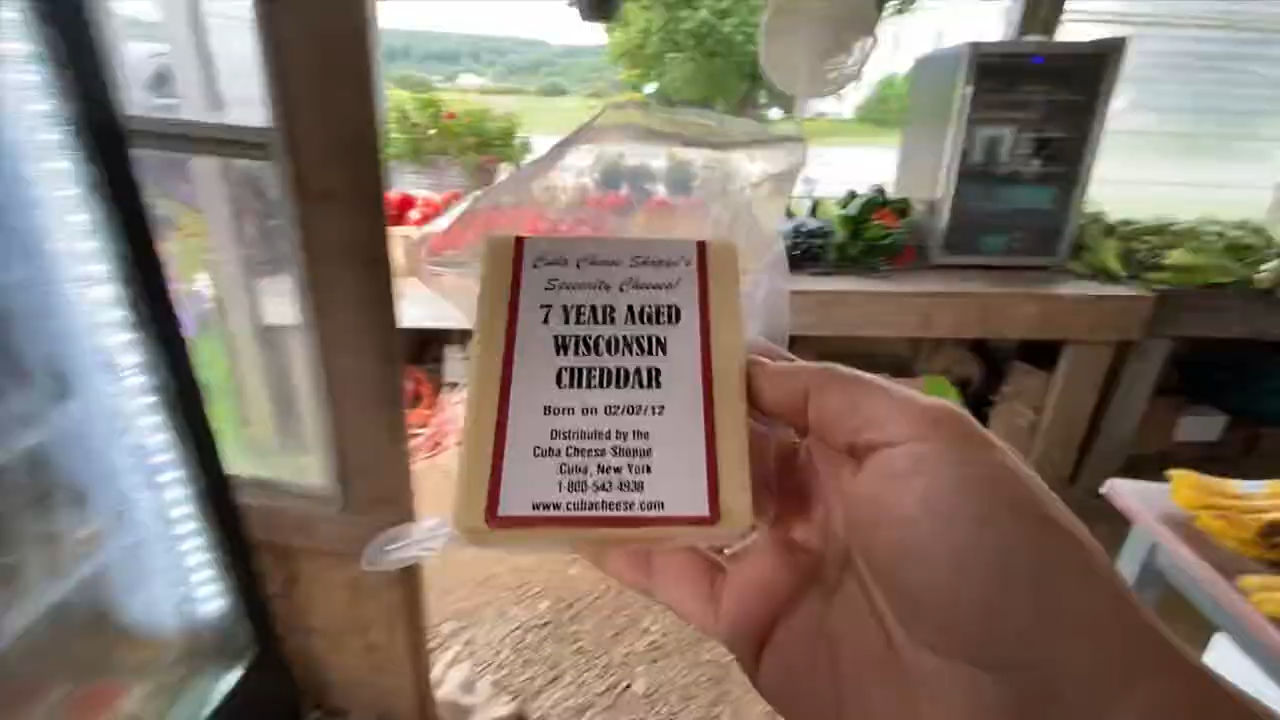 Cuba Cheese Shoppe's
Specialty Cheeses!
7 YEAR AGED
WISCONSIN
CHEDDAR
Born on 02/02/12
Distributed by the
Cuba Cheese Shoppe
Cuba, New York
1-800-543-4938
www.cubacheese.com